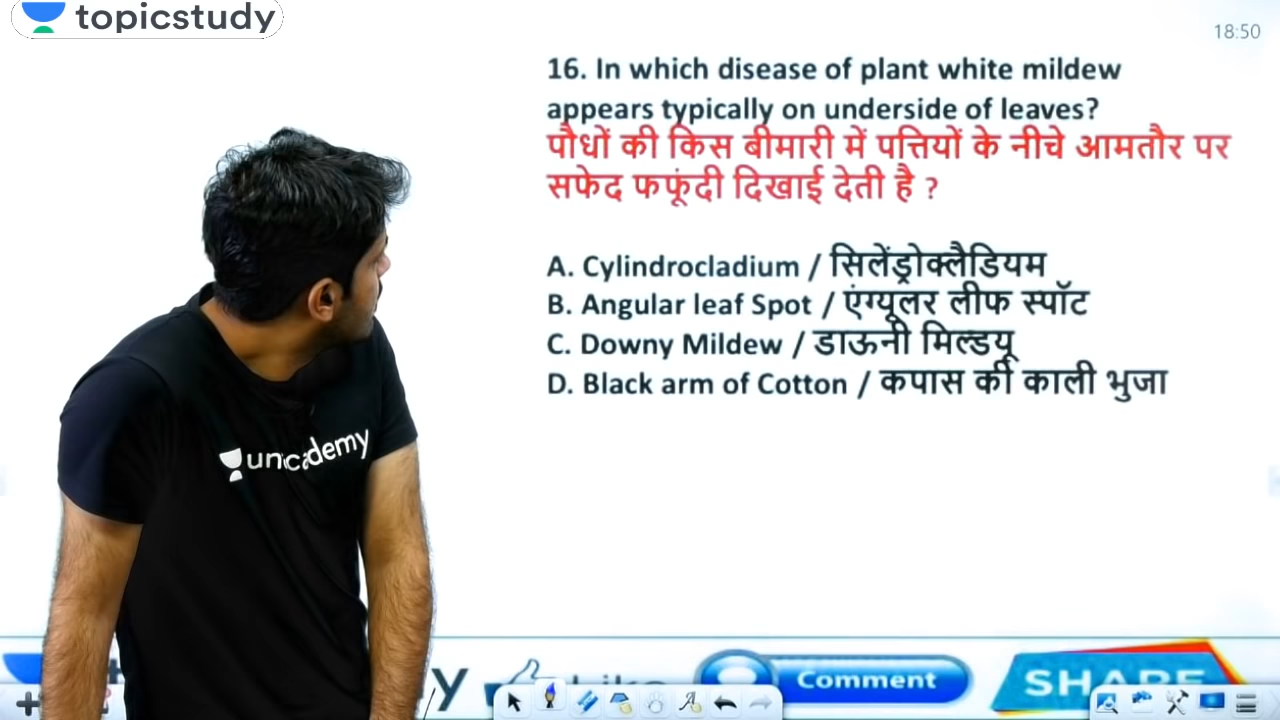 topicstudy
18:50
16. In which disease of plant white mildew
appears typically on underside of leaves?
पौधों की किस बीमारी में पत्तियों के नीचे आमतौर पर
सफेद फफूंदी दिखाई देती है ?
A. Cylindrocladium / सिलेंड्रोक्लैडियम
B. Angular leaf Spot / एंग्यूलर लीफ स्पॉट
C. Downy Mildew / डाऊनी मिल्डयू
D. Black arm of Cotton / कपास की काली भुजा
unacademy
Like
Comment
SHARE